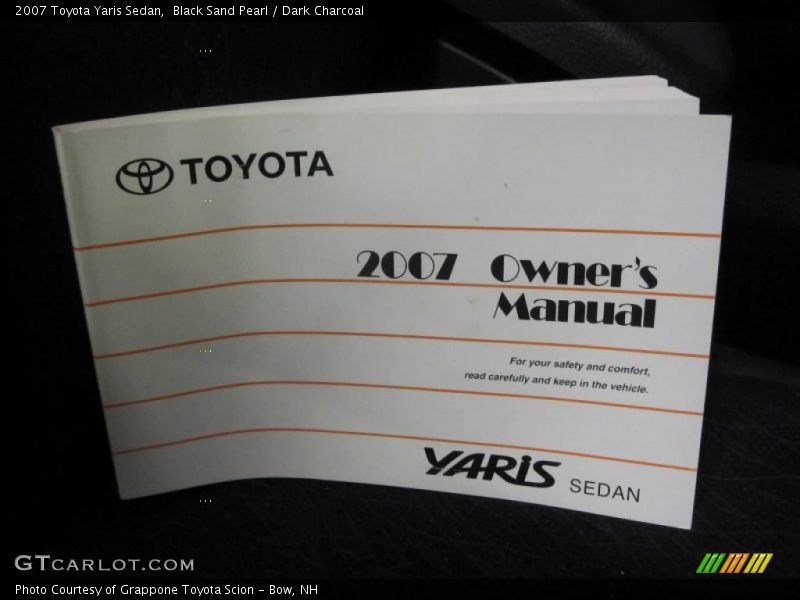 2007 Toyota Yaris Sedan,  Black Sand Pearl / Dark Charcoal
TOYOTA
2007 Owner's
Manual
For your safety and comfort,
read carefully and keep in the vehicle.
YARiS SEDAN
GTCARLOT.COM
Photo Courtesy of Grappone Toyota Scion - Bow, NH